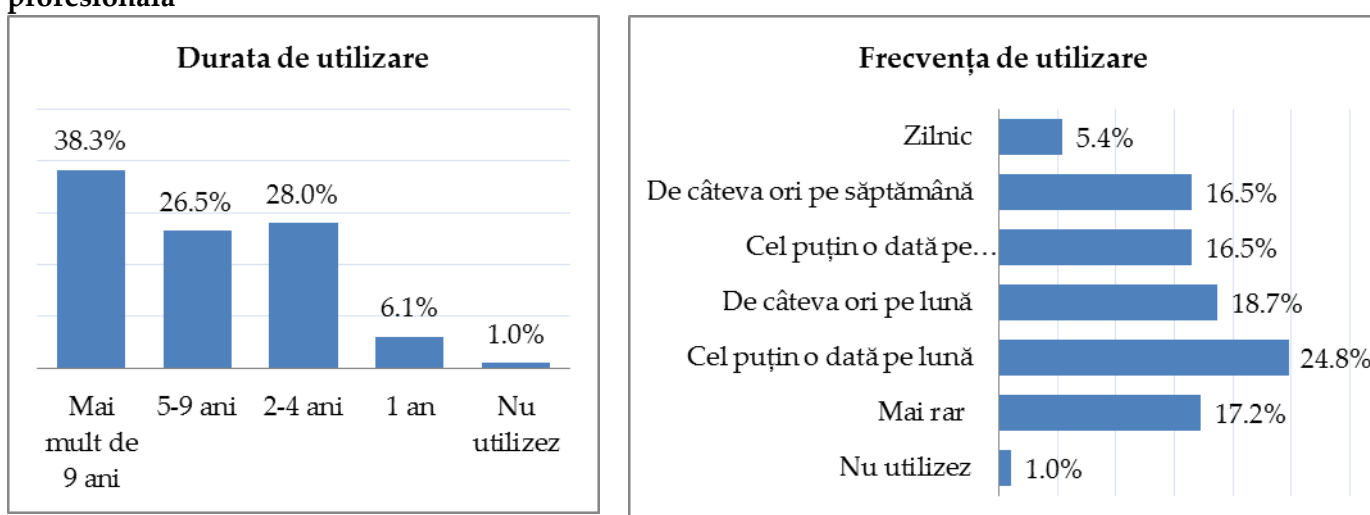 profesională
Durata de utilizare
38.3%
26.5%
28.0%
6.1%
1.0%
Mai mult de 9 ani
5-9 ani
2-4 ani
1 an
Nu utilizez
Frecvența de utilizare
Zilnic 5.4%
De câteva ori pe săptămână 16.5%
Cel puțin o dată pe… 16.5%
De câteva ori pe lună 18.7%
Cel puțin o dată pe lună 24.8%
Mai rar 17.2%
Nu utilizez 1.0%